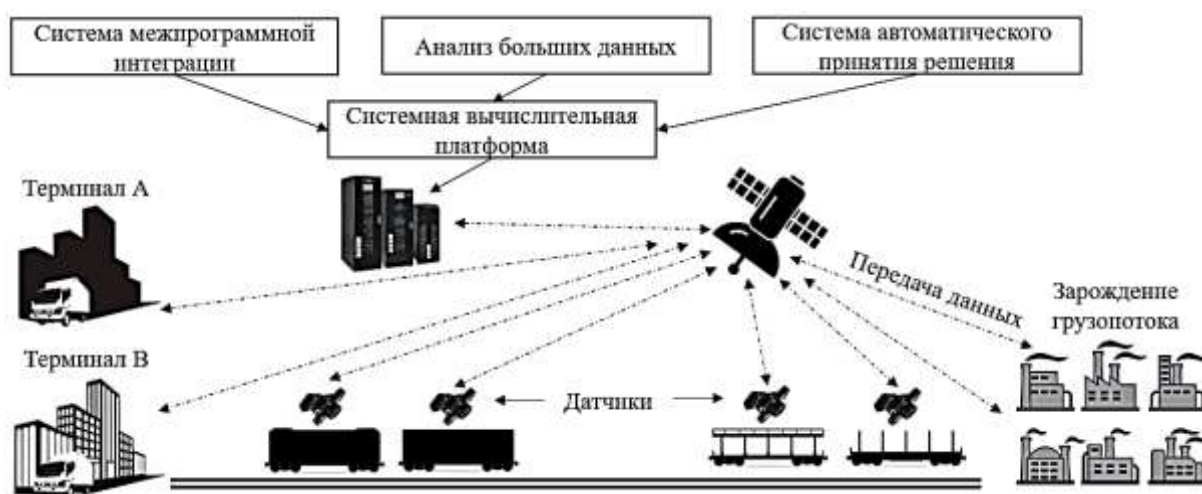 Система межпрограммной
интеграции
Анализ больших данных
Система автоматического
принятия решения
Системная вычислительная
платформа
Терминал А
Передача данных
Зарождение
грузопотока
Терминал В
Датчики